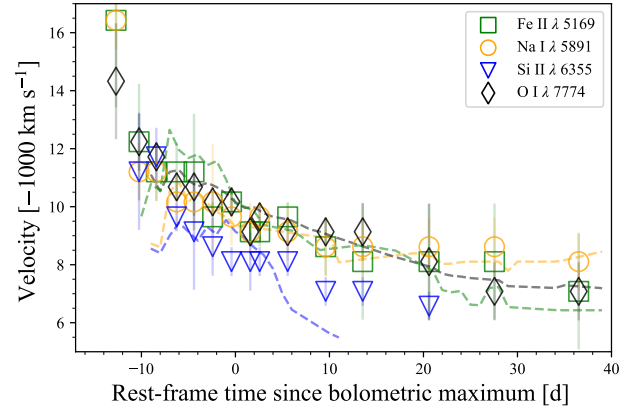 Fe II λ 5169
Na I λ 5891
Si II λ 6355
O I λ 7774
Velocity [−1000 km s⁻¹]
16
14
12
10
8
6
−10 0 10 20 30 40
Rest-frame time since bolometric maximum [d]